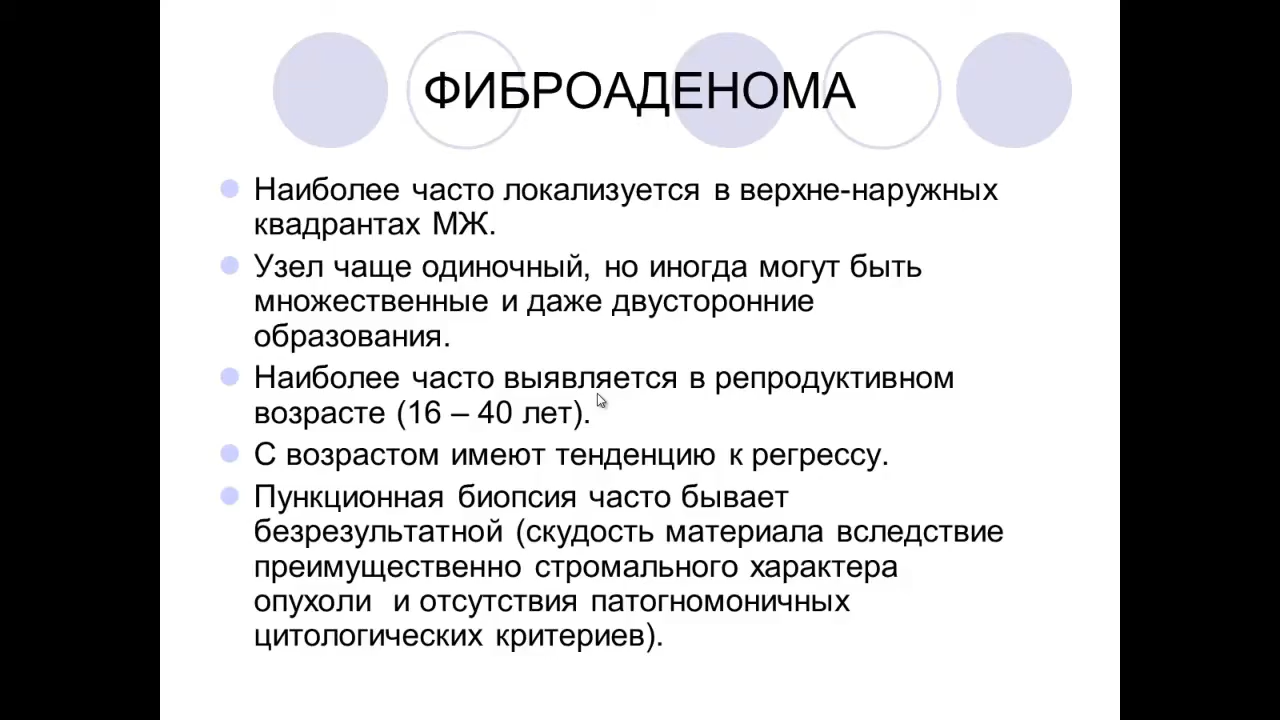 ФИБРОАДЕНОМА
Наиболее часто локализуется в верхне-наружных
квадрантах МЖ.
Узел чаще одиночный, но иногда могут быть
множественные и даже двусторонние
образования.
Наиболее часто выявляется в репродуктивном
возрасте (16 – 40 лет).
С возрастом имеют тенденцию к регрессу.
Пункционная биопсия часто бывает
безрезультатной (скудость материала вследствие
преимущественно стромального характера
опухоли и отсутствия патогномоничных
цитологических критериев).